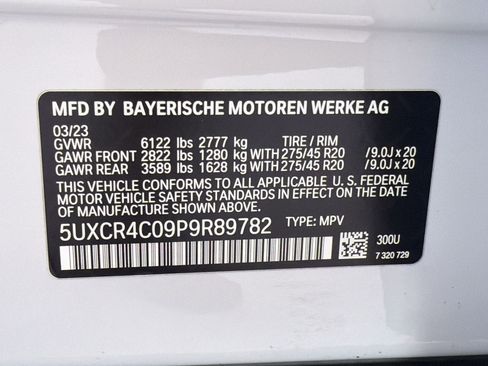 MFD BY BAYERISCHE MOTOREN WERKE AG
03/23
GVWR 6122 lbs 2777 kg TIRE / RIM
GAWR FRONT 2822 lbs 1280 kg WITH 275/45 R20 /9.0J x 20
GAWR REAR 3589 lbs 1628 kg WITH 275/45 R20 /9.0J x 20
THIS VEHICLE CONFORMS TO ALL APPLICABLE U. S. FEDERAL
MOTOR VEHICLE SAFETY STANDARDS IN EFFECT ON THE
DATE OF MANUFACTURE SHOWN ABOVE.
5UXCR4C09P9R89782 TYPE: MPV
300U
7 320 729